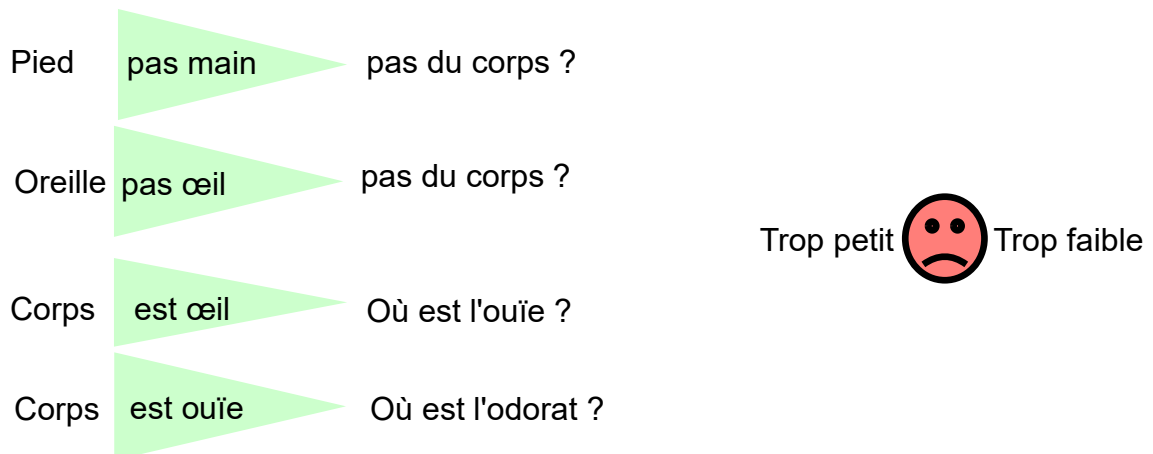 Pied pas main pas du corps ?
Oreille pas œil pas du corps ?
Trop petit Trop faible
Corps est œil Où est l'ouïe ?
Corps est ouïe Où est l'odorat ?